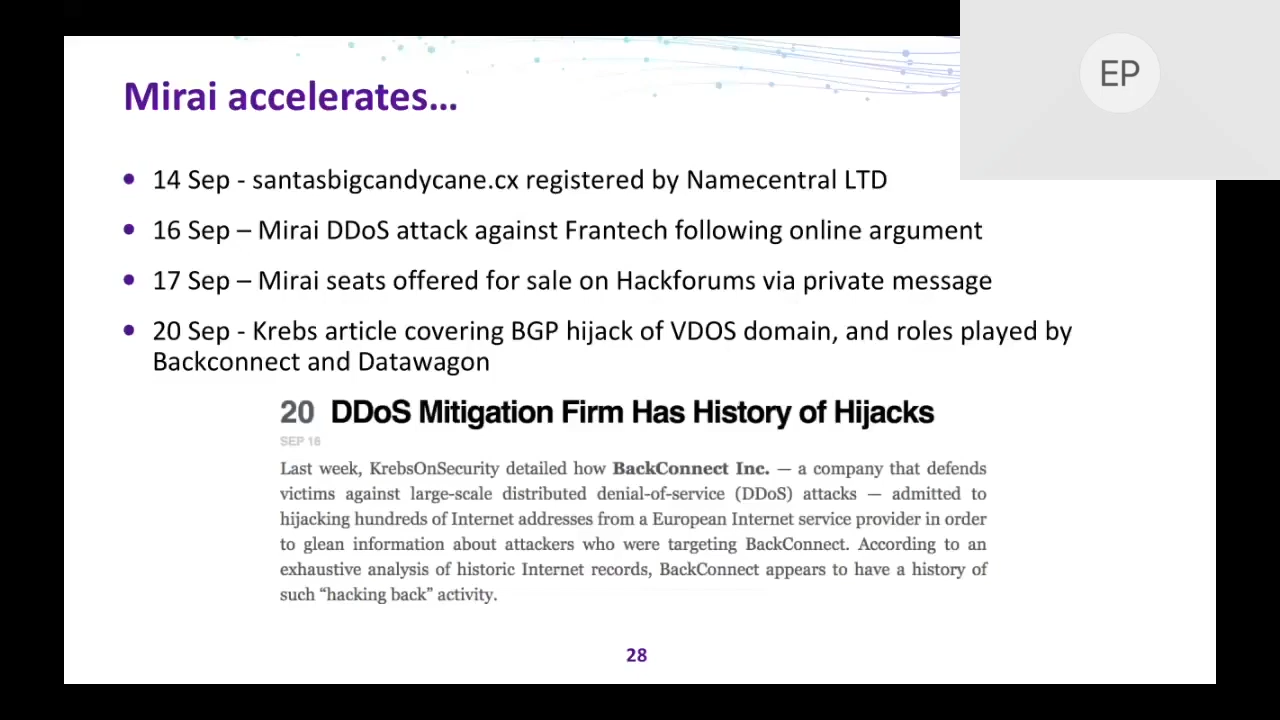 EP
Mirai accelerates…
• 14 Sep - santasbigcandycane.cx registered by Namecentral LTD
• 16 Sep – Mirai DDoS attack against Frantech following online argument
• 17 Sep – Mirai seats offered for sale on Hackforums via private message
• 20 Sep - Krebs article covering BGP hijack of VDOS domain, and roles played by
Backconnect and Datawagon
20 DDoS Mitigation Firm Has History of Hijacks
SEP 16
Last week, KrebsOnSecurity detailed how BackConnect Inc. — a company that defends
victims against large-scale distributed denial-of-service (DDoS) attacks — admitted to
hijacking hundreds of Internet addresses from a European Internet service provider in order
to glean information about attackers who were targeting BackConnect. According to an
exhaustive analysis of historic Internet records, BackConnect appears to have a history of
such “hacking back” activity.
28